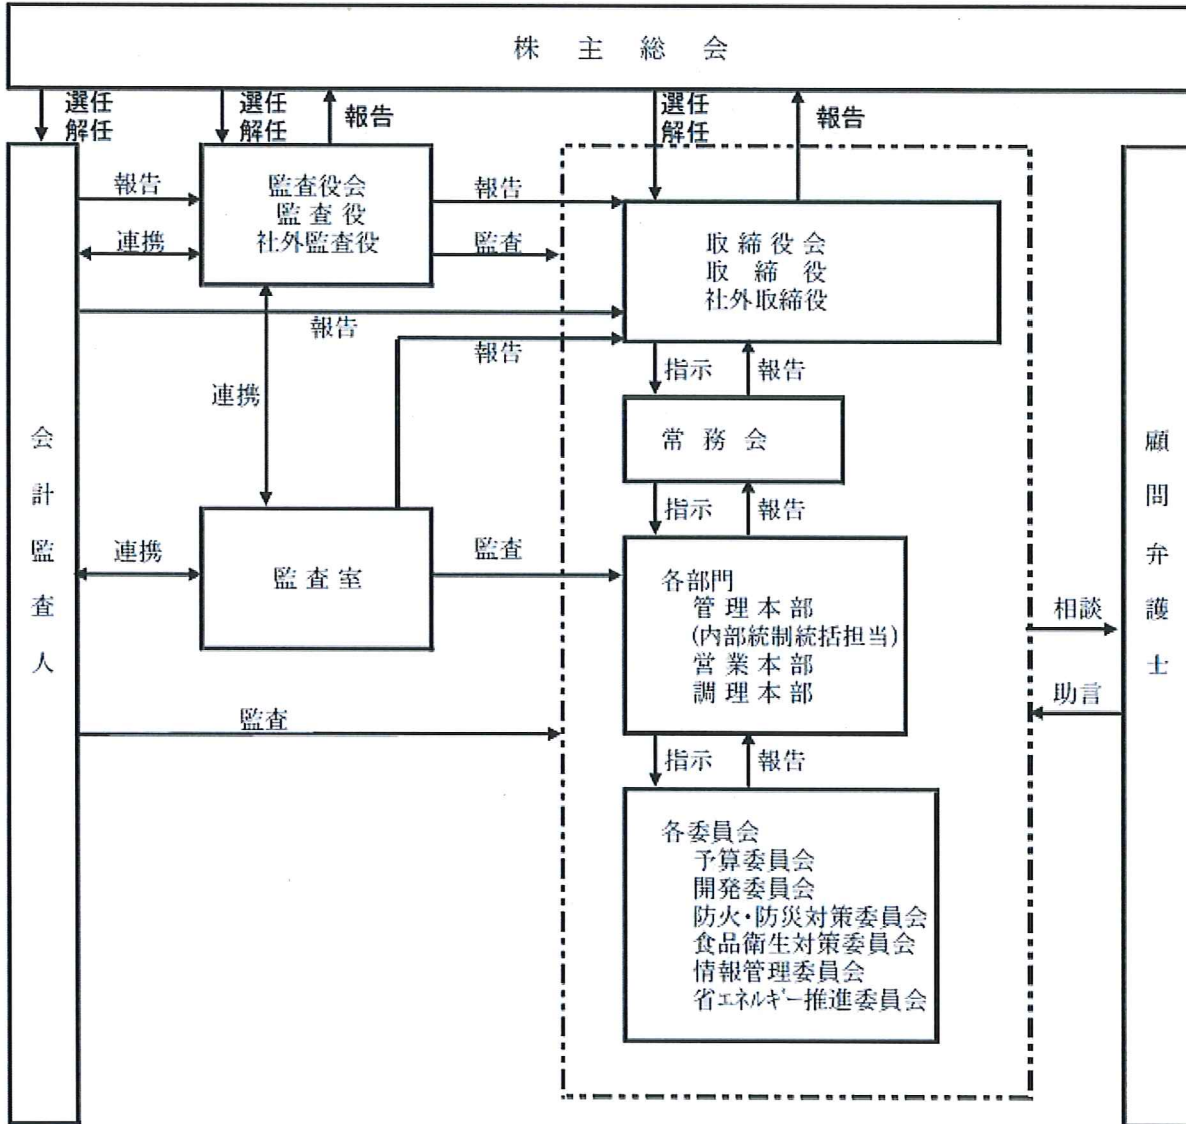 株主総会
選任
解任
選任
解任
報告
選任
解任
報告
報告
連携
監査役会
監査役
社外監査役
報告
監査
取締役会
取締役
社外取締役
報告
報告
連携
指示
報告
常務会
指示
報告
会計監査人
連携
監査室
監査
各部門
管理本部
(内部統制統括担当)
営業本部
調理本部
相談
助言
顧問弁護士
監査
指示
報告
各委員会
予算委員会
開発委員会
防火・防災対策委員会
食品衛生対策委員会
情報管理委員会
省エネルギー推進委員会